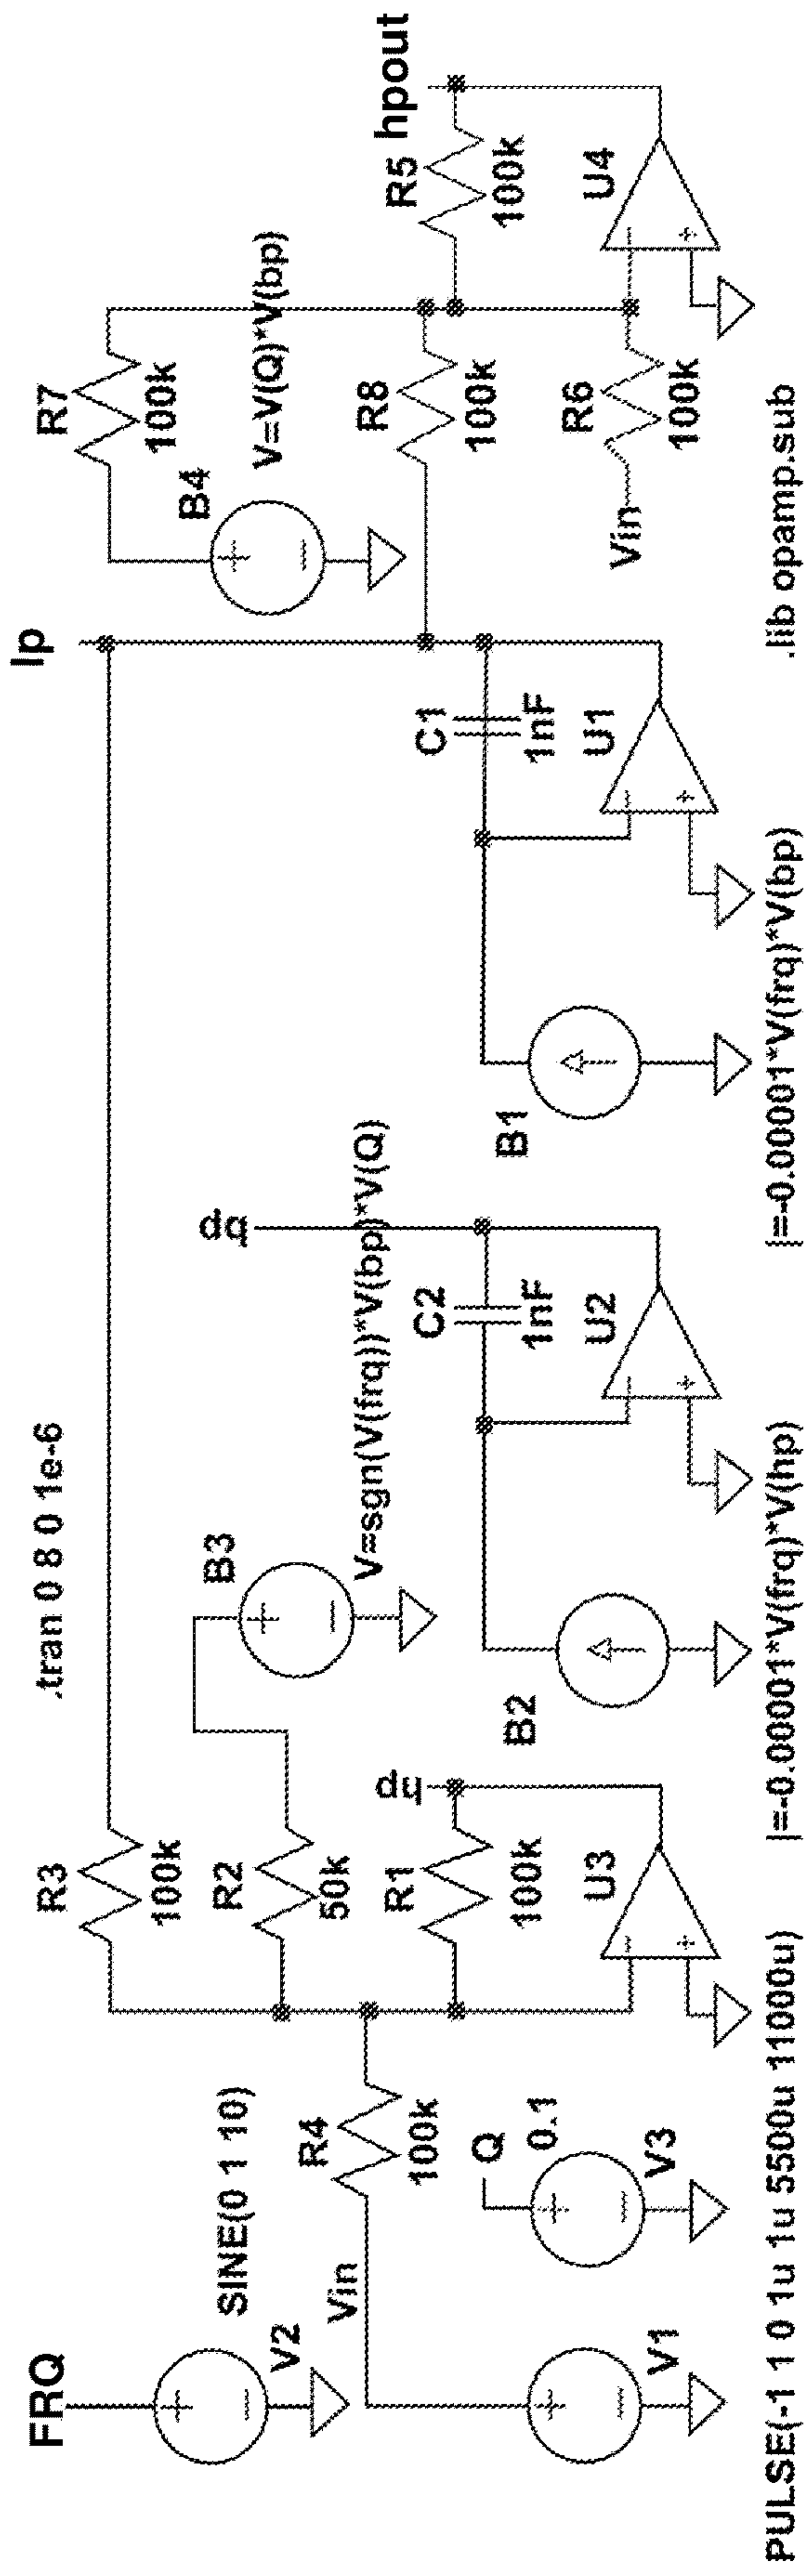 FRQ
SINE(0 1 10)
V2
Vin
V1
PULSE(-1 1 0 1u 1u 5500u 11000u)
R4
100k
Q
0.1
V3
.tran 0 8 0 1e-6
R3
100k
R2
50k
R1
100k
hp
U3
B3
V=sgn(V(frq))*V(bp)*V(Q)
bp
C2
1nF
U2
B2
I=-0.00001*V(frq)*V(hp)
lp
C1
1nF
U1
B1
I=-0.00001*V(frq)*V(bp)
R7
100k
B4
V=V(Q)*V(bp)
R8
100k
R6
100k
Vin
hpout
R5
100k
U4
.lib opamp.sub